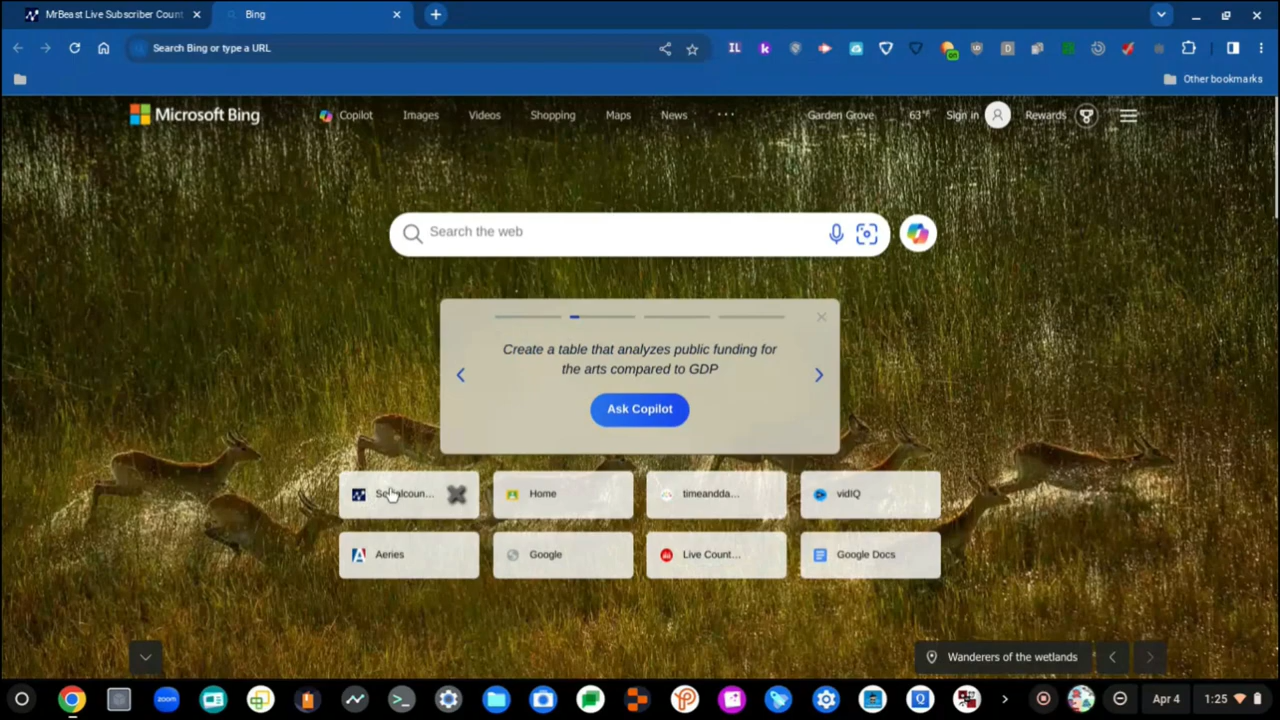 MrBeast Live Subscriber Count
Bing
Search Bing or type a URL
Other bookmarks
Microsoft Bing
Copilot
Images
Videos
Shopping
Maps
News
Garden Grove
63°F
Sign in
Rewards
Search the web
Create a table that analyzes public funding for
the arts compared to GDP
Ask Copilot
Home
timeandda...
vidIQ
Aeries
Google
Live Count...
Google Docs
Wanderers of the wetlands
zoom
Apr 4
1:25